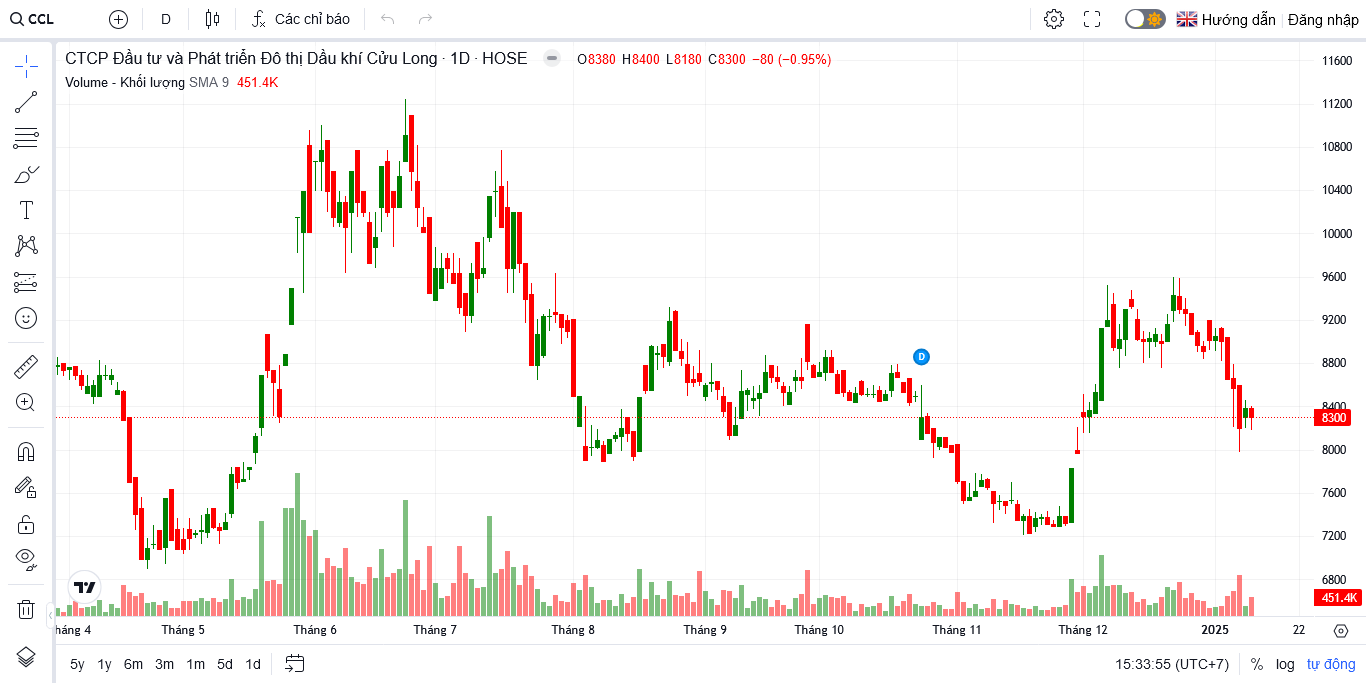 CCL D Các chỉ báo Hướng dẫn Đăng nhập
CTCP Đầu tư và Phát triển Đô thị Dầu khí Cửu Long · 1D · HOSE O8380 H8400 L8180 C8300 −80 (−0.95%)
Volume - Khối lượng SMA 9 451.4K
11600
11200
10800
10400
10000
9600
9200
D
8800
8400
8300
8000
7600
7200
6800
451.4K
háng 4 Tháng 5 Tháng 6 Tháng 7 Tháng 8 Tháng 9 Tháng 10 Tháng 11 Tháng 12 2025 22
5y 1y 6m 3m 1m 5d 1d 15:33:55 (UTC+7) % log tự động